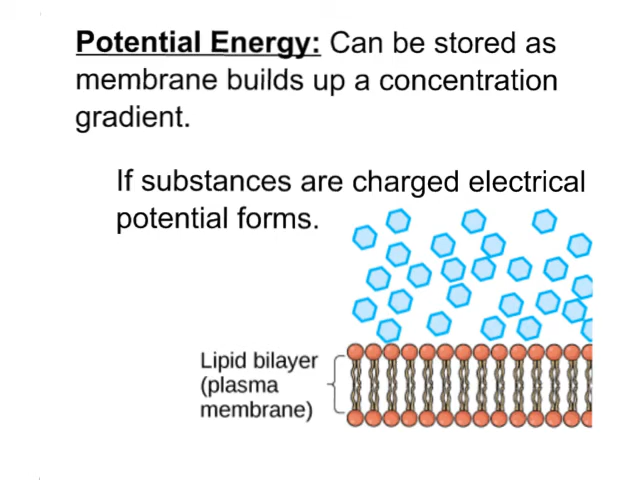 Potential Energy: Can be stored as
membrane builds up a concentration
gradient.
If substances are charged electrical
potential forms.
Lipid bilayer
(plasma
membrane)